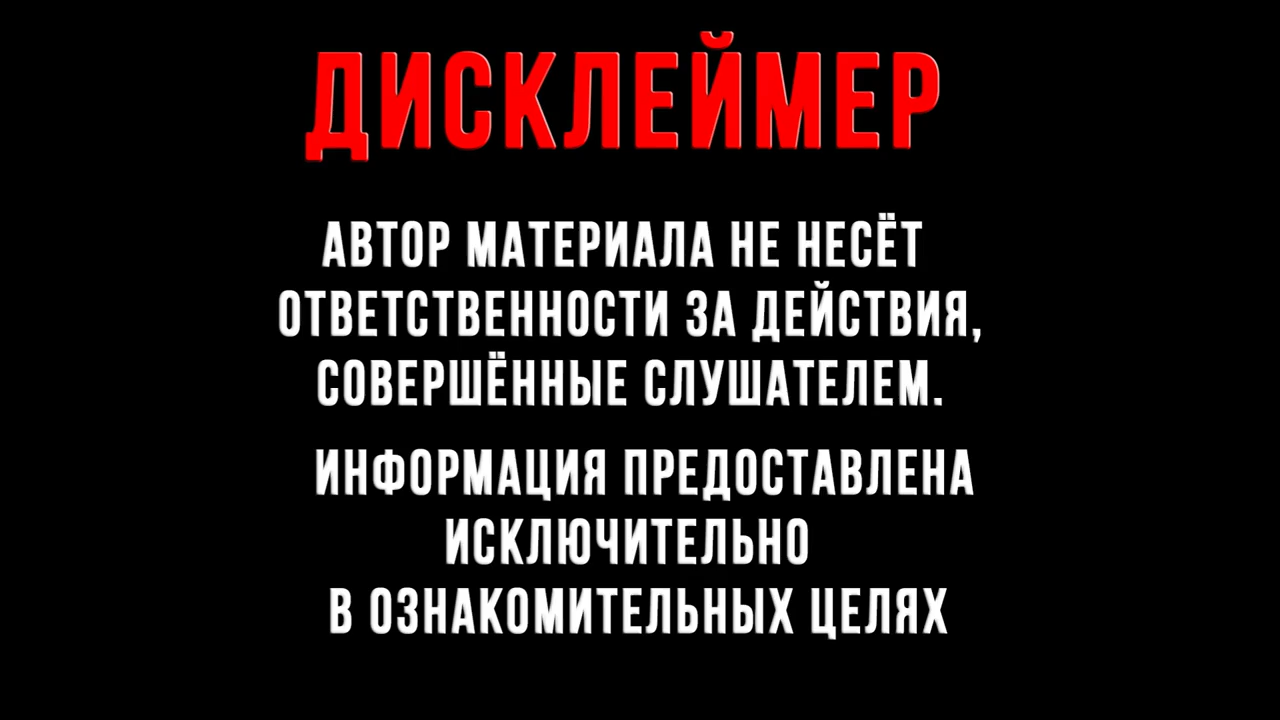 ДИСКЛЕЙМЕР
АВТОР МАТЕРИАЛА НЕ НЕСЁТ
ОТВЕТСТВЕННОСТИ ЗА ДЕЙСТВИЯ,
СОВЕРШЁННЫЕ СЛУШАТЕЛЕМ.
ИНФОРМАЦИЯ ПРЕДОСТАВЛЕНА
ИСКЛЮЧИТЕЛЬНО
В ОЗНАКОМИТЕЛЬНЫХ ЦЕЛЯХ